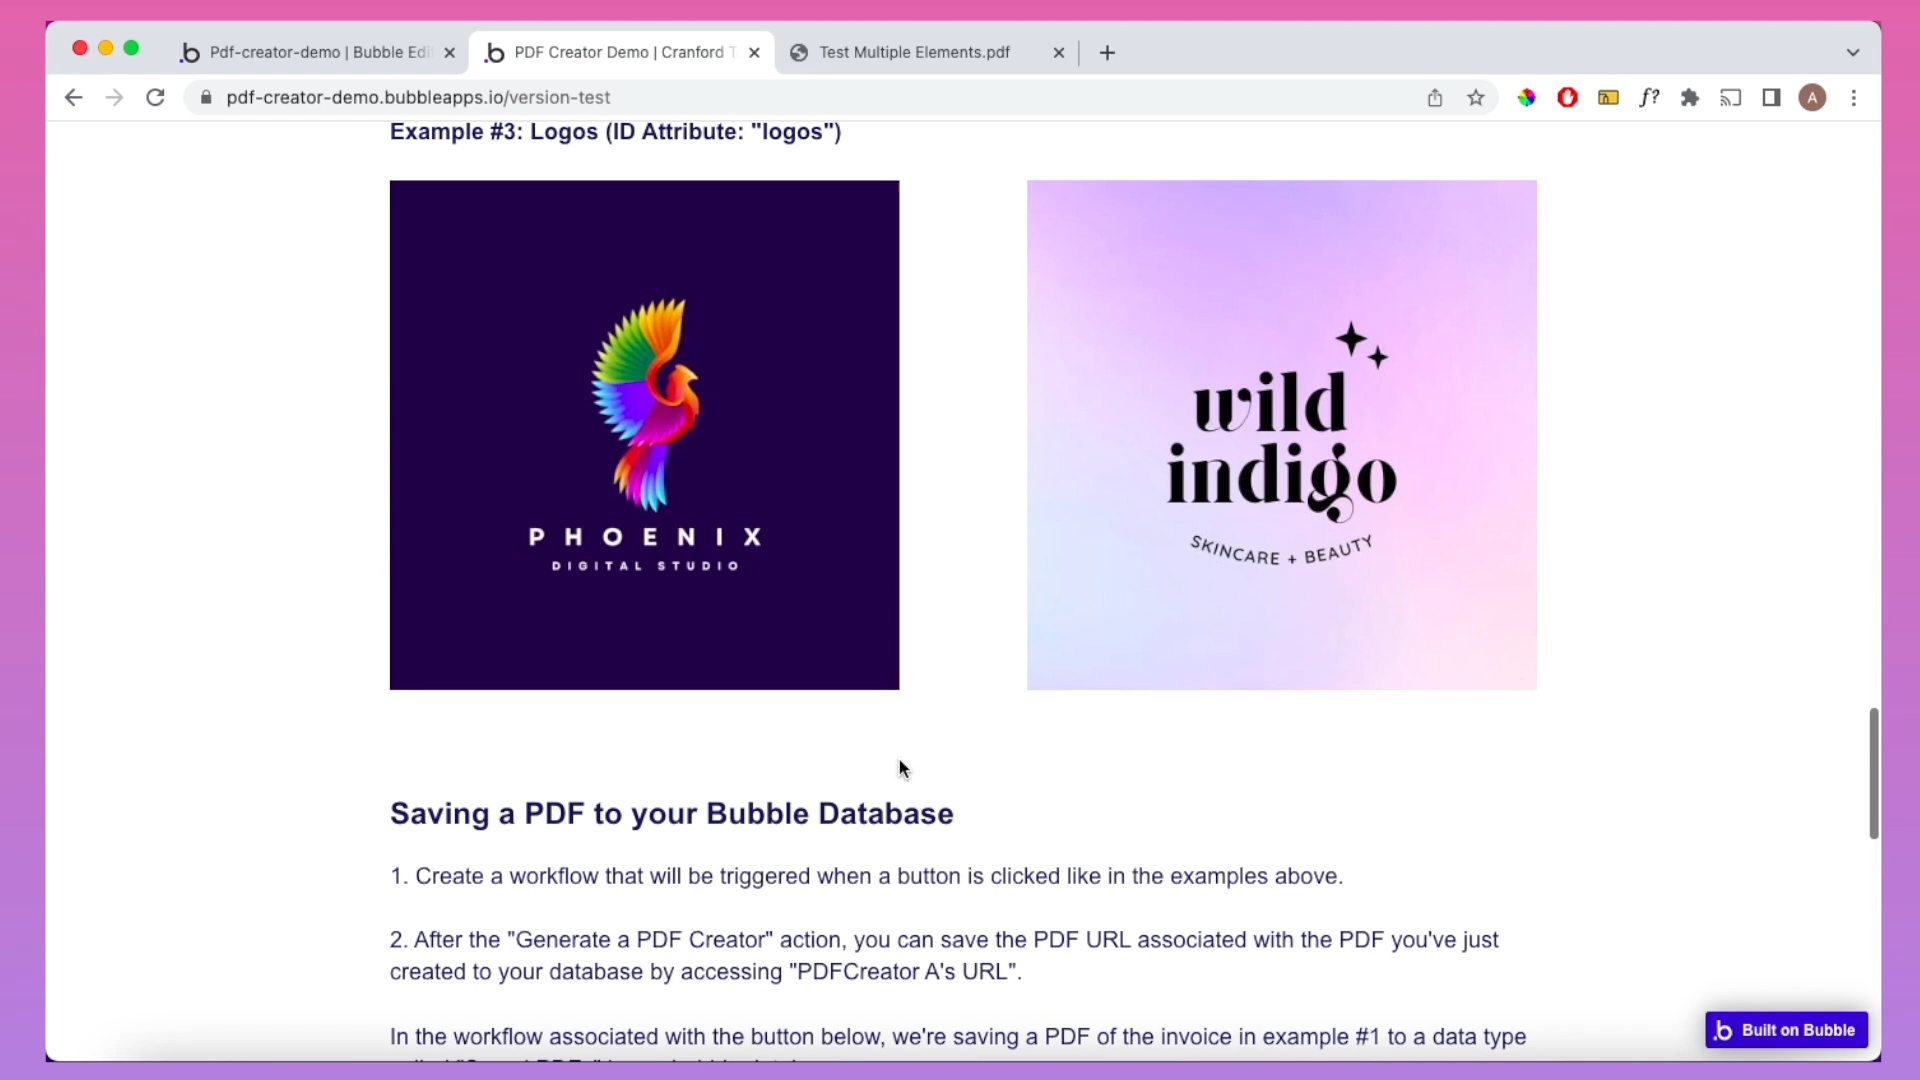 Pdf-creator-demo | Bubble Edi
PDF Creator Demo | Cranford T
Test Multiple Elements.pdf
pdf-creator-demo.bubbleapps.io/version-test
f?
A
Example #3: Logos (ID Attribute: "logos")
PHOENIX
DIGITAL STUDIO
wild
indigo
SKINCARE + BEAUTY
Saving a PDF to your Bubble Database
1. Create a workflow that will be triggered when a button is clicked like in the examples above.
2. After the "Generate a PDF Creator" action, you can save the PDF URL associated with the PDF you've just
created to your database by accessing "PDFCreator A's URL".
In the workflow associated with the button below, we're saving a PDF of the invoice in example #1 to a data type
Built on Bubble